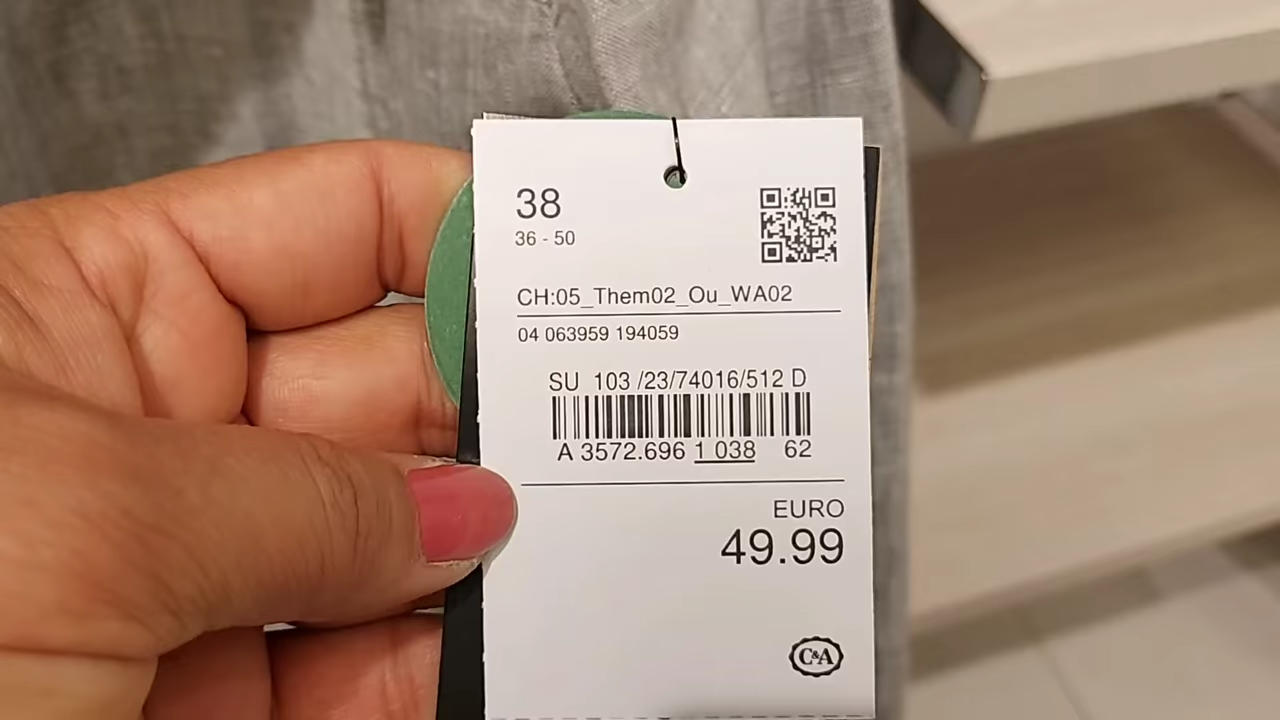 38
36 - 50
CH:05_Them02_Ou_WA02
04 063959 194059
SU 103 /23/74016/512 D
A 3572.696 1 038 62
EURO
49.99
C&A